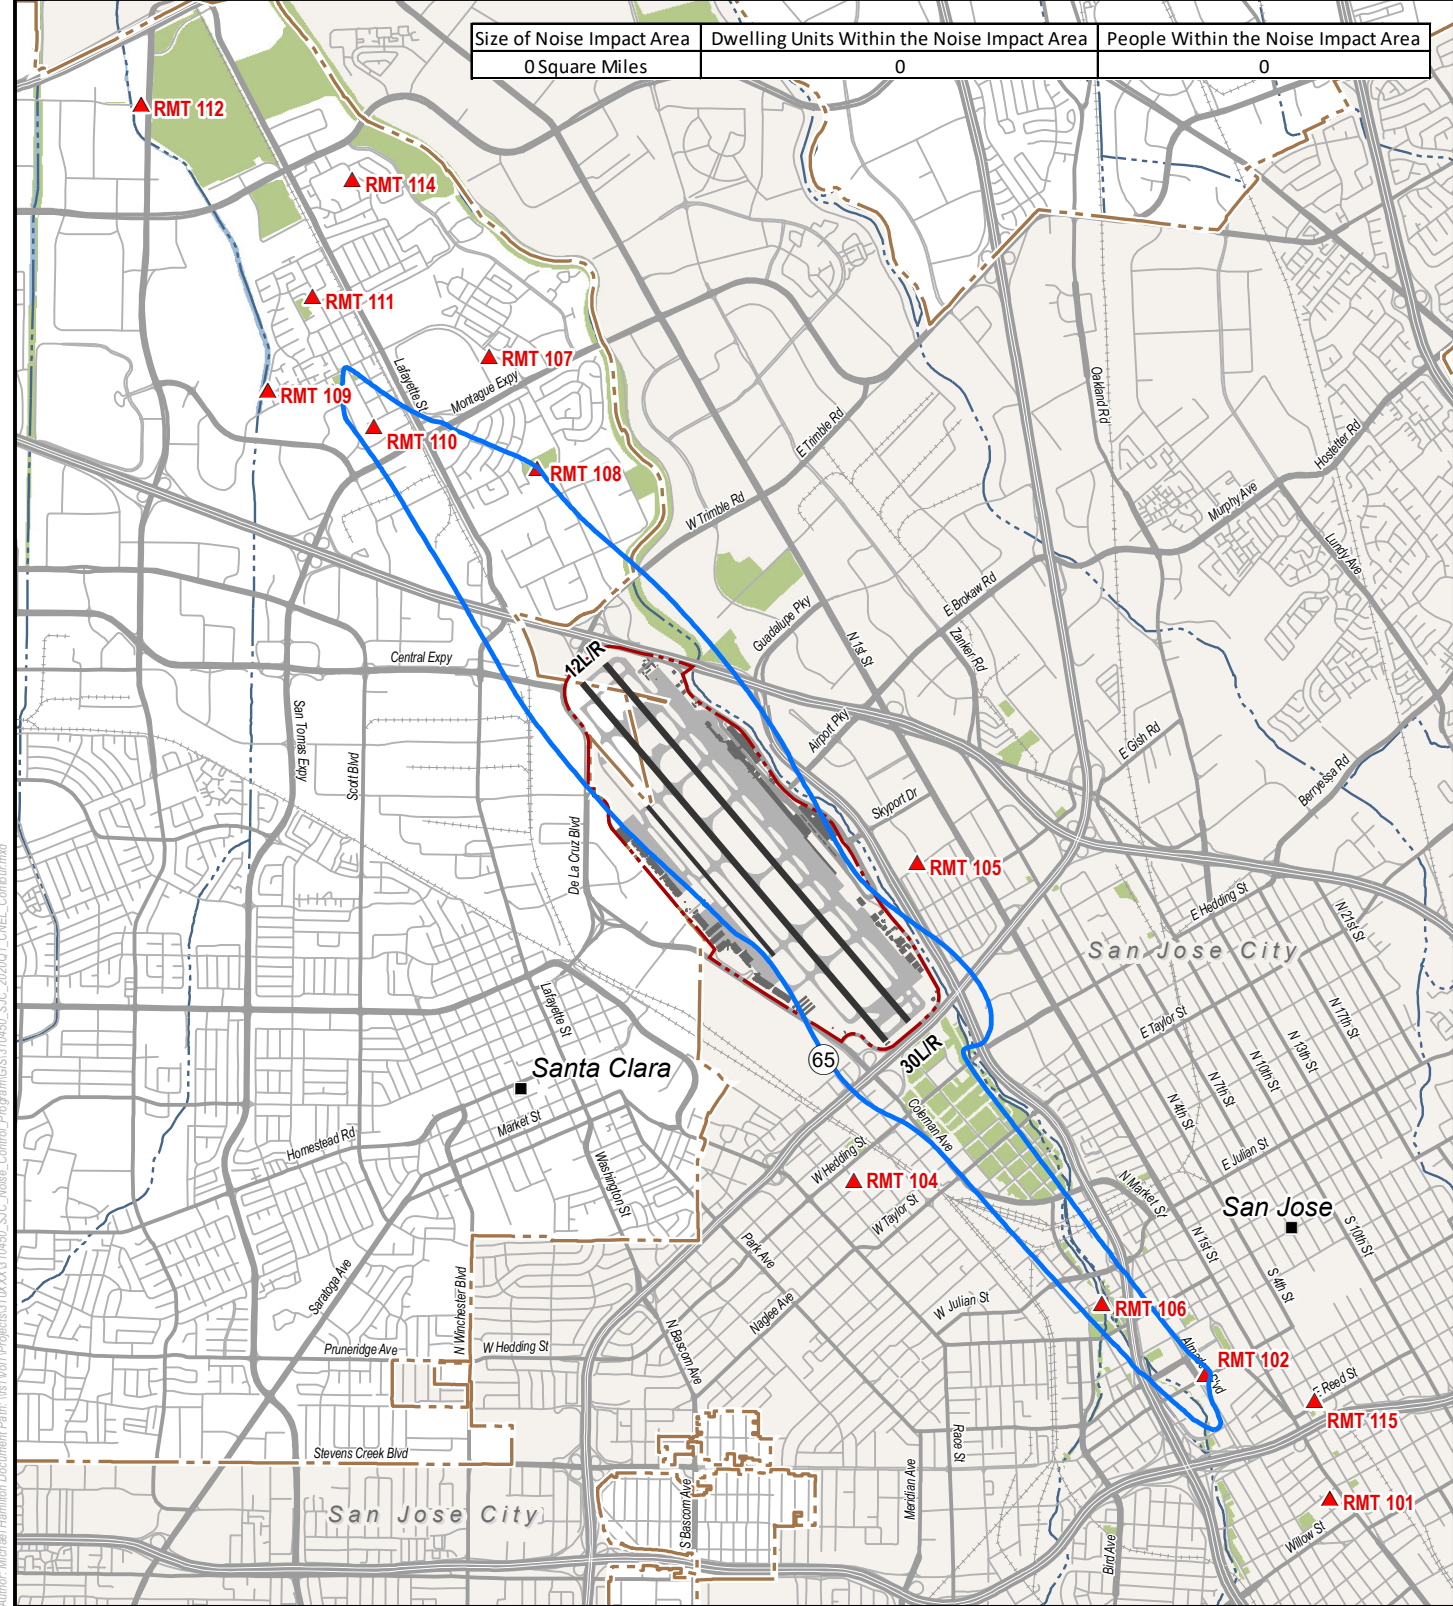 Size of Noise Impact Area Dwelling Units Within the Noise Impact Area People Within the Noise Impact Area
0 Square Miles 0 0
RMT 112
RMT 114
RMT 111
RMT 107
Lafayette St
Montague Expy
RMT 109
RMT 110
RMT 108
Oakland Rd
E Trimble Rd
Hostetter Rd
W Trimble Rd
Murphy Ave
Lundy Ave
E Brokaw Rd
Guadalupe Pky
N 1st St
Zanker Rd
12L/R
Central Expy
San Tomas Expy
Scott Blvd
Airport Pky
E Gish Rd
Berryessa Rd
Skyport Dr
De La Cruz Blvd
RMT 105
E Hedding St
N 21st St
San Jose City
Lafayette St
N 17th St
E Taylor St
N 13th St
N 10th St
N 7th St
N 4th St
65
30L/R
Santa Clara
Coleman Ave
Market St
Homestead Rd
Washington St
W Hedding St
E Julian St
RMT 104
N Market St
W Taylor St
San Jose
N 1st St
S 10th St
Park Ave
S 4th St
Saratoga Ave
N Winchester Blvd
Naglee Ave
W Julian St
RMT 106
Pruneridge Ave
W Hedding St
N Bascom Ave
Almaden Blvd
RMT 102
E Reed St
RMT 115
Stevens Creek Blvd
Race St
Meridian Ave
S Bascom Ave
San Jose City
RMT 101
Willow St
Bird Ave